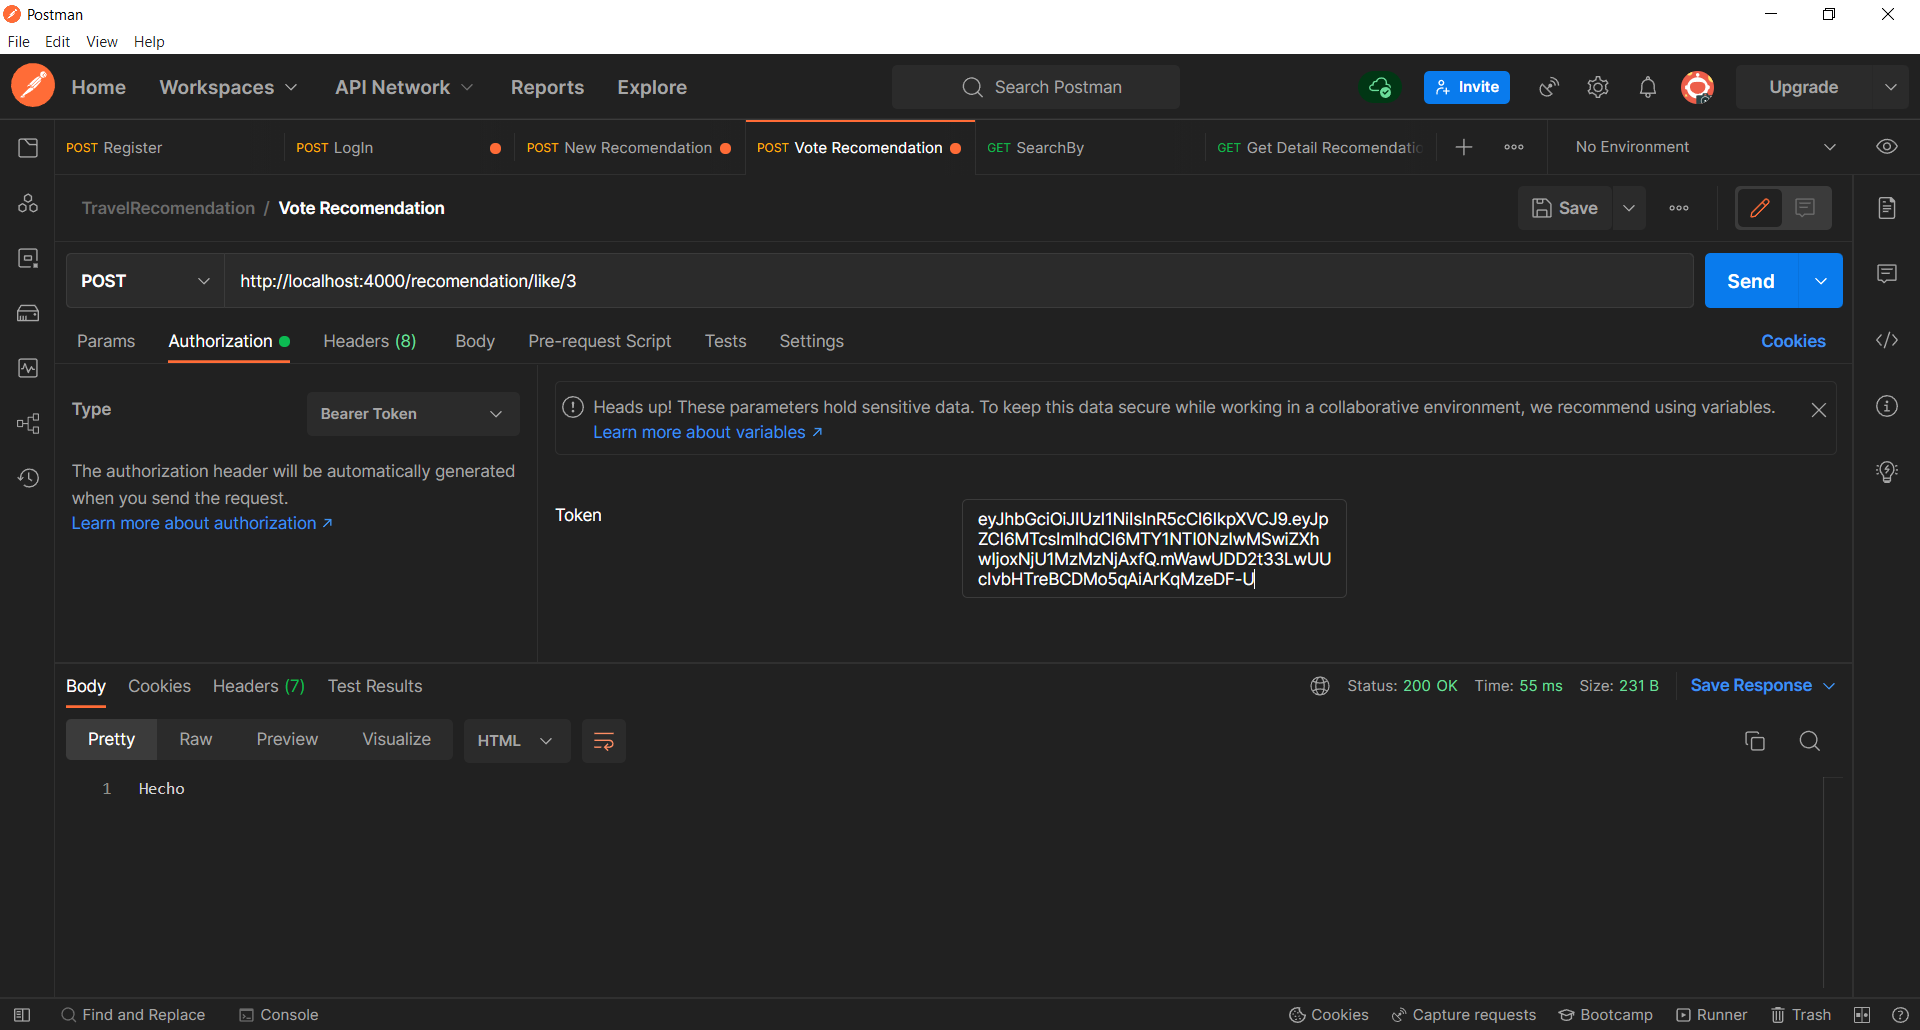 Postman
File Edit View Help
Home Workspaces API Network Reports Explore Search Postman Invite Upgrade
POST Register POST LogIn POST New Recomendation POST Vote Recomendation GET SearchBy GET Get Detail Recomendatic No Environment
TravelRecomendation / Vote Recomendation Save
POST http://localhost:4000/recomendation/like/3 Send
Params Authorization Headers (8) Body Pre-request Script Tests Settings Cookies
Type Bearer Token
Heads up! These parameters hold sensitive data. To keep this data secure while working in a collaborative environment, we recommend using variables.
Learn more about variables ↗
The authorization header will be automatically generated
when you send the request.
Learn more about authorization ↗
Token
eyJhbGciOiJIUzI1NiIsInR5cCI6IkpXVCJ9.eyJp
ZCI6MTcsImlhdCI6MTY1NTI0NzIwMSwiZXh
wIjoxNjU1MzMzNjAxfQ.mWawUDD2t33LwUU
clvbHTreBCDMo5qAiArKqMzeDF-U
Body Cookies Headers (7) Test Results Status: 200 OK Time: 55 ms Size: 231 B Save Response
Pretty Raw Preview Visualize HTML
1 Hecho
Find and Replace Console Cookies Capture requests Bootcamp Runner Trash